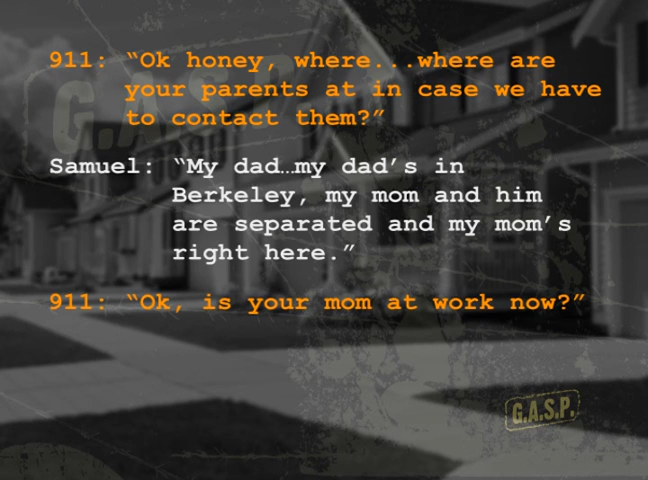 911: “Ok honey, where...where are
your parents at in case we have
to contact them?”
Samuel: “My dad…my dad’s in
Berkeley, my mom and him
are separated and my mom’s
right here.”
911: “Ok, is your mom at work now?”
G.A.S.P.
G.A.S.P.